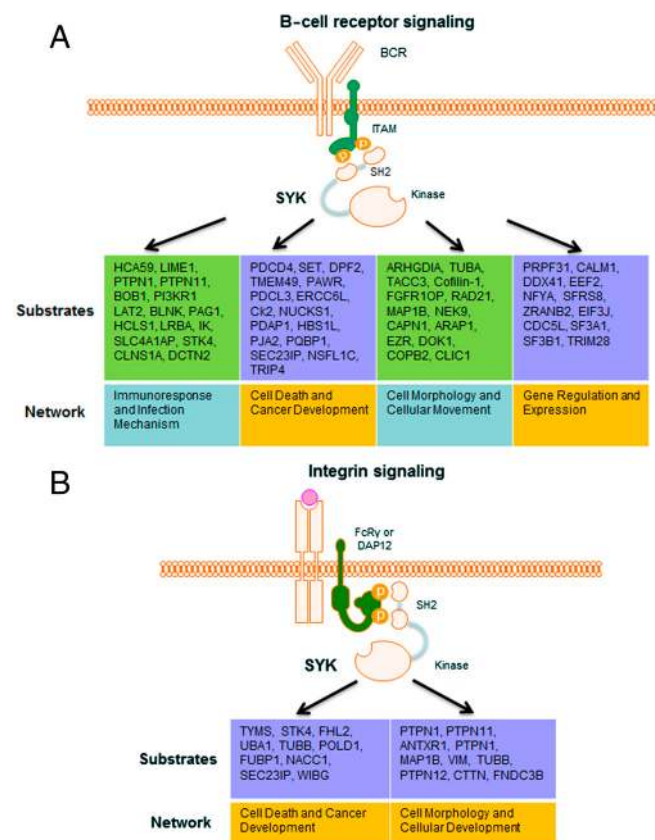 A
B-cell receptor signaling
BCR
ITAM
P
P
SH2
SYK
Kinase
Substrates
HCA59, LIME1,
PTPN1, PTPN11,
BOB1, PI3KR1
LAT2, BLNK, PAG1,
HCLS1, LRBA, IK,
SLC4A1AP, STK4,
CLNS1A, DCTN2
PDCD4, SET, DPF2,
TMEM49, PAWR,
PDCL3, ERCC6L,
Ck2, NUCKS1,
PDAP1, HBS1L,
PJA2, PQBP1,
SEC23IP, NSFL1C,
TRIP4
ARHGDIA, TUBA,
TACC3, Cofilin-1,
FGFR1OP, RAD21,
MAP1B, NEK9,
CAPN1, ARAP1,
EZR, DOK1,
COPB2, CLIC1
PRPF31, CALM1,
DDX41, EEF2,
NFYA, SFRS8,
ZRANB2, EIF3J,
CDC5L, SF3A1,
SF3B1, TRIM28
Network
Immunoresponse
and Infection
Mechanism
Cell Death and
Cancer Development
Cell Morphology and
Cellular Movement
Gene Regulation and
Expression
B
Integrin signaling
FcRγ or
DAP12
P
P
SH2
SYK
Kinase
Substrates
TYMS, STK4, FHL2,
UBA1, TUBB, POLD1,
FUBP1, NACC1,
SEC23IP, WIBG
PTPN1, PTPN11,
ANTXR1, PTPN1,
MAP1B, VIM, TUBB,
PTPN12, CTTN, FNDC3B
Network
Cell Death and Cancer
Development
Cell Morphology and
Cellular Development